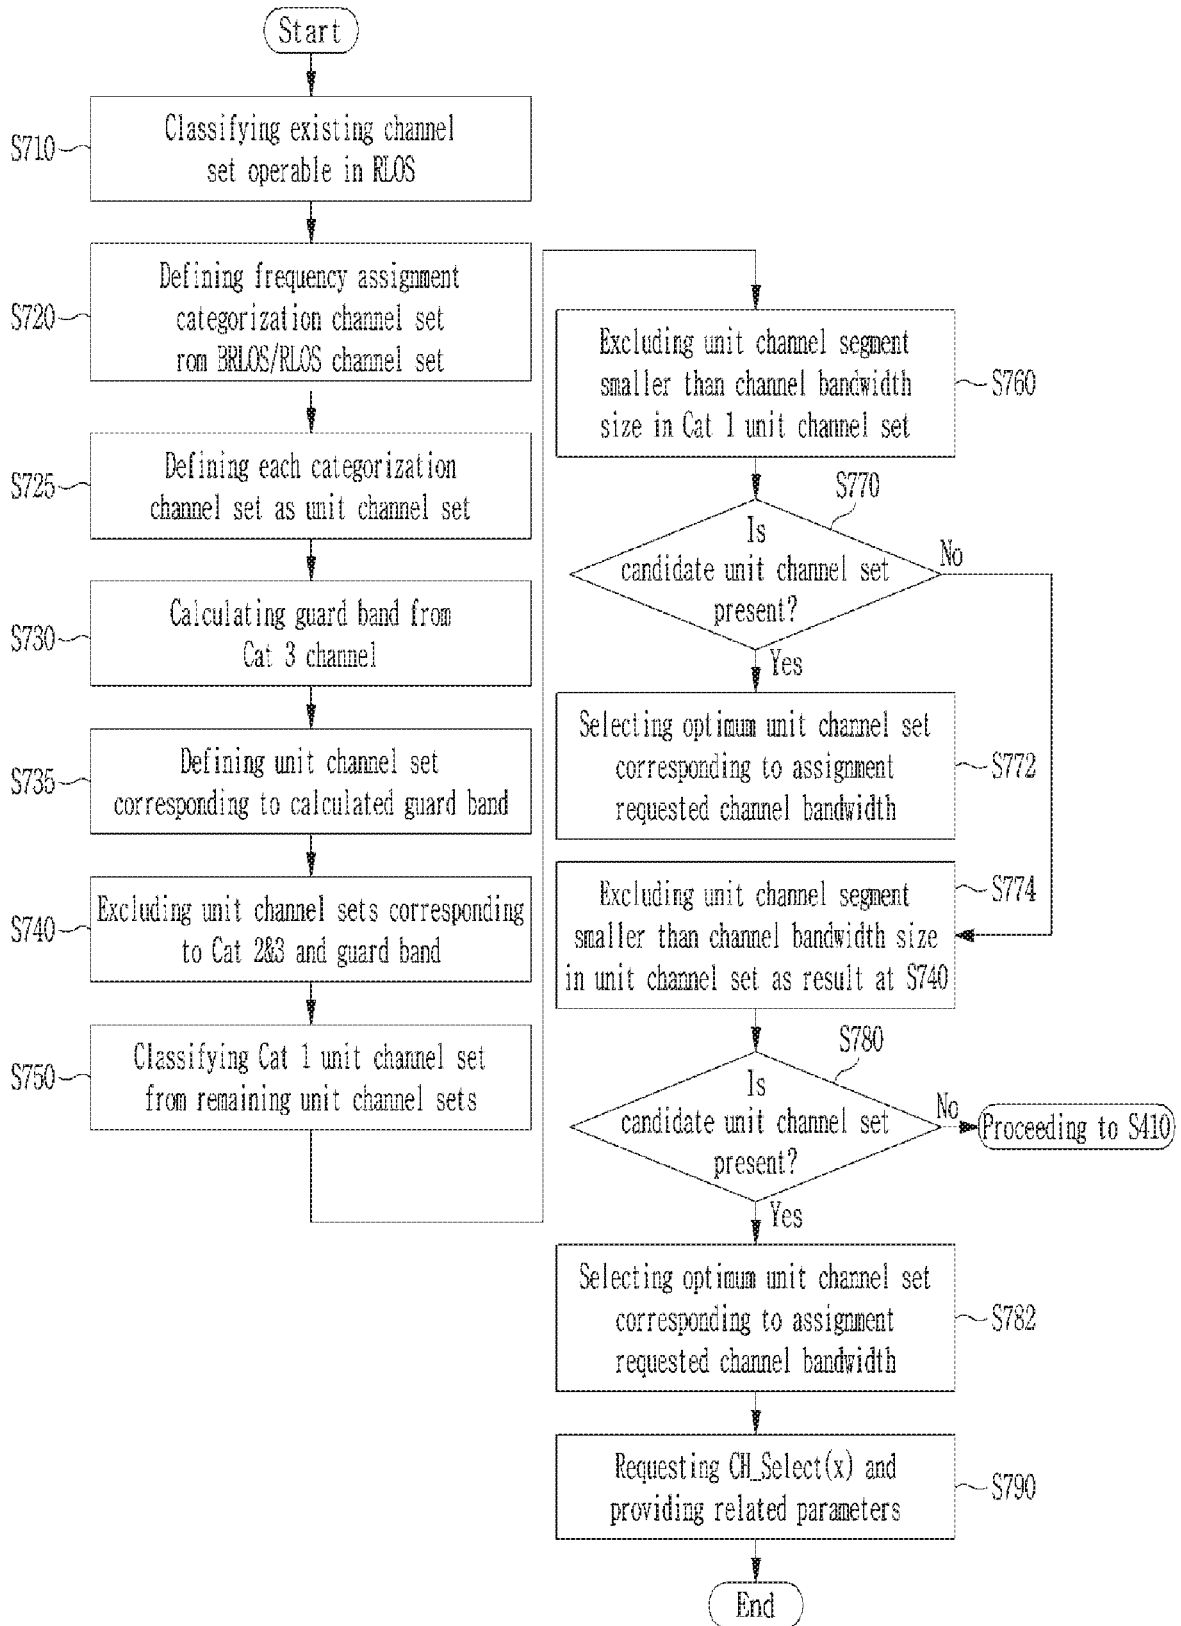 Start
S710
Classifying existing channel
set operable in RLOS
S720
Defining frequency assignment
categorization channel set
rom BRLOS/RLOS channel set
S725
Defining each categorization
channel set as unit channel set
S730
Calculating guard band from
Cat 3 channel
S735
Defining unit channel set
corresponding to calculated guard band
S740
Excluding unit channel sets corresponding
to Cat 2&3 and guard band
S750
Classifying Cat 1 unit channel set
from remaining unit channel sets
Excluding unit channel segment
smaller than channel bandwidth
size in Cat 1 unit channel set
S760
S770
Is
candidate unit channel set
present?
No
Yes
Selecting optimum unit channel set
corresponding to assignment
requested channel bandwidth
S772
Excluding unit channel segment
smaller than channel bandwidth size
in unit channel set as result at S740
S774
S780
Is
candidate unit channel set
present?
No
Proceeding to S410
Yes
Selecting optimum unit channel set
corresponding to assignment
requested channel bandwidth
S782
Requesting CH_Select(x) and
providing related parameters
S790
End